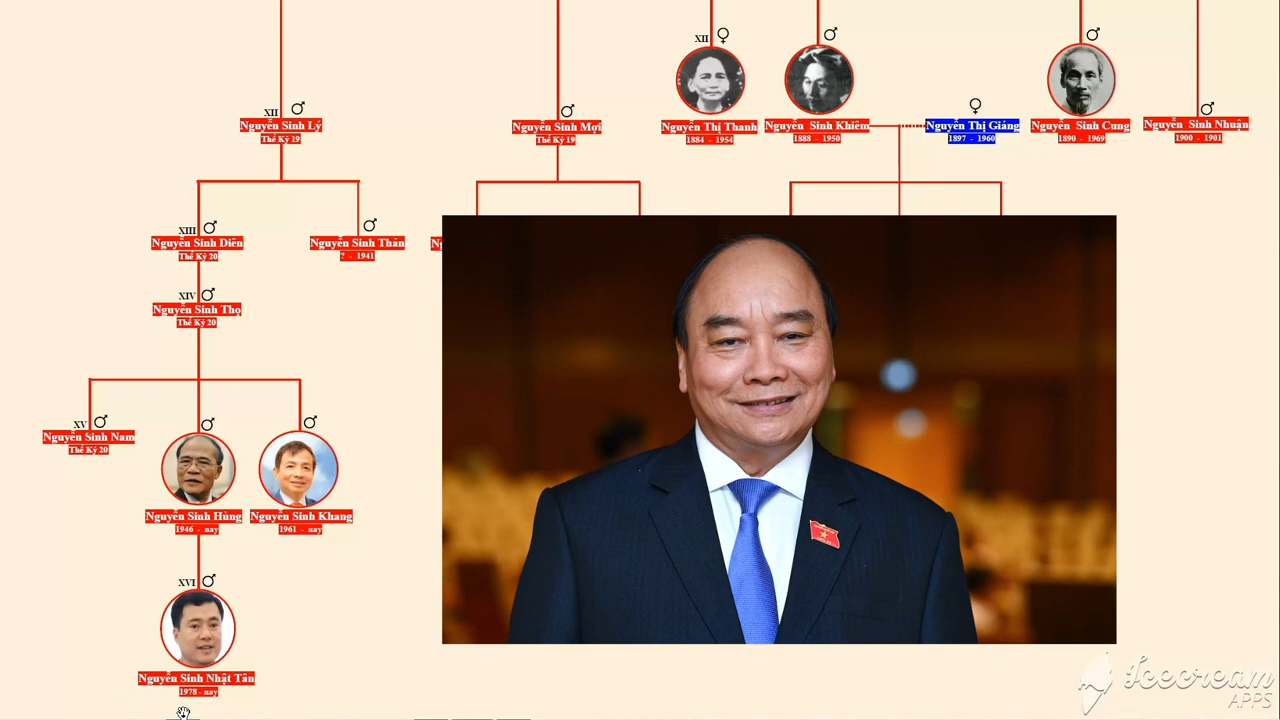 XII
Nguyễn Sinh Lý
Thế Kỷ 19
Nguyễn Sinh Mợi
Thế Kỷ 19
XII
Nguyễn Thị Thanh
1884 - 1954
Nguyễn Sinh Khiêm
1888 - 1950
Nguyễn Thị Giáng
1897 - 1960
Nguyễn Sinh Cung
1890 - 1969
Nguyễn Sinh Nhuận
1900 - 1901
XIII
Nguyễn Sinh Diên
Thế Kỷ 20
Nguyễn Sinh Thản
? - 1941
XIV
Nguyễn Sinh Thọ
Thế Kỷ 20
XV
Nguyễn Sinh Nam
Thế Kỷ 20
Nguyễn Sinh Hùng
1946 - nay
Nguyễn Sinh Khang
1961 - nay
XVI
Nguyễn Sinh Nhật Tân
1978 - nay
Icecream
APPS